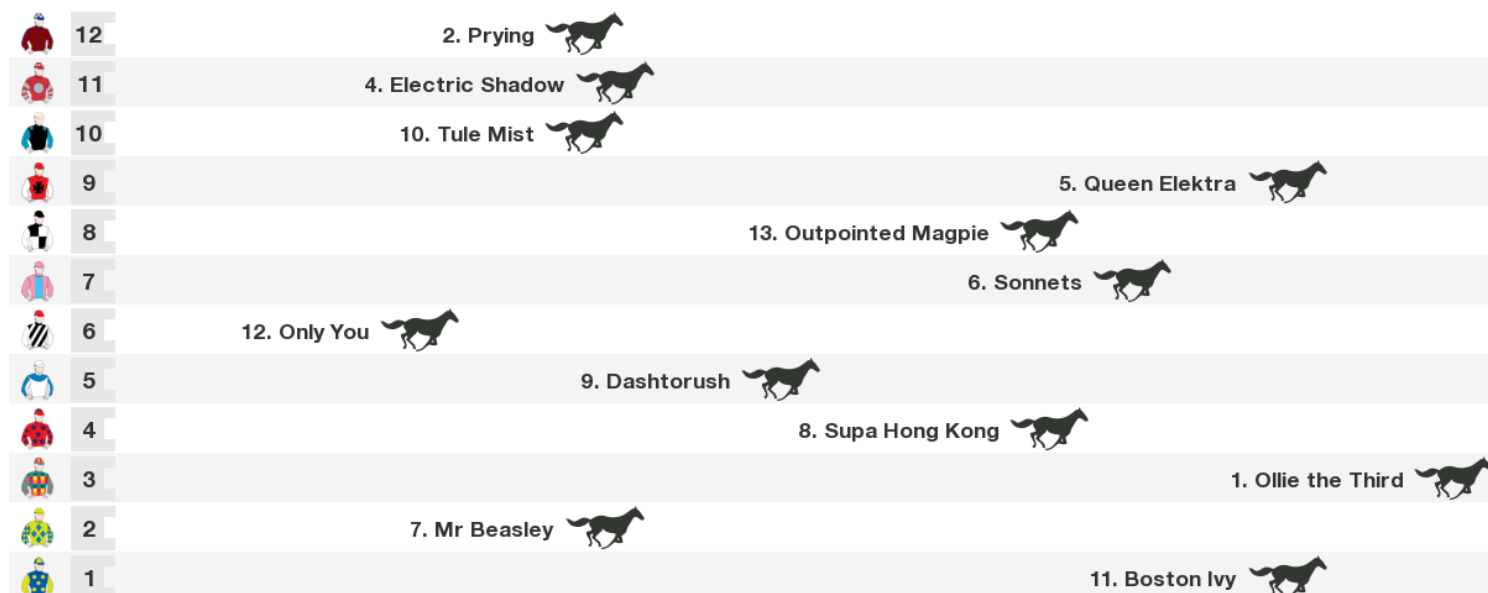 12 2. Prying
11 4. Electric Shadow
10 10. Tule Mist
9 5. Queen Elektra
8 13. Outpointed Magpie
7 6. Sonnets
6 12. Only You
5 9. Dashtorush
4 8. Supa Hong Kong
3 1. Ollie the Third
2 7. Mr Beasley
1 11. Boston Ivy